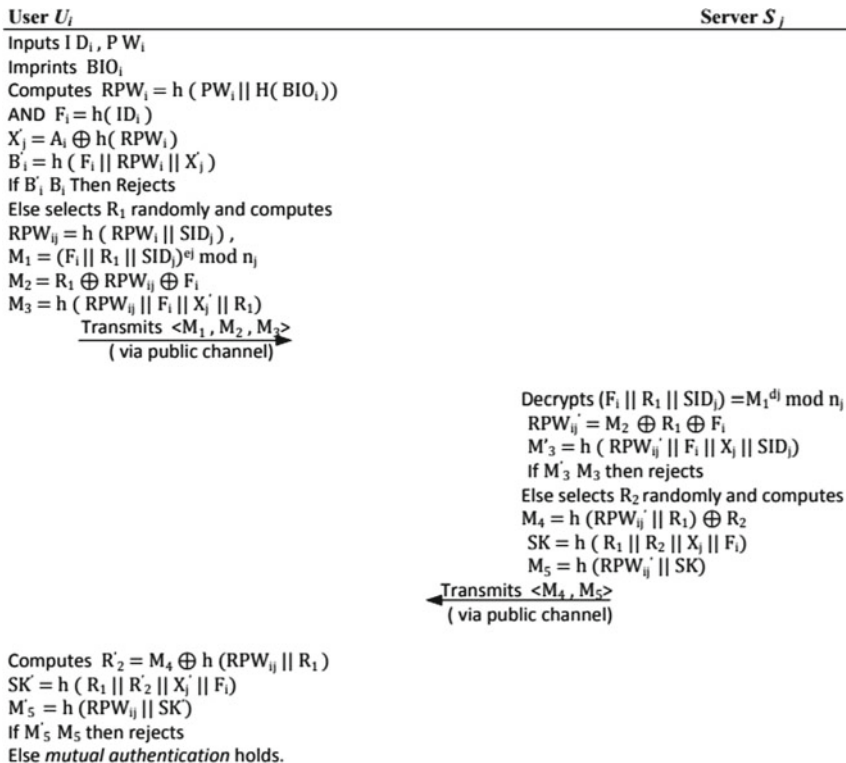 User Uᵢ Server Sⱼ
Inputs I Dᵢ , P Wᵢ
Imprints BIOᵢ
Computes RPWᵢ = h ( PWᵢ || H( BIOᵢ))
AND Fᵢ = h( IDᵢ )
X'ⱼ = Aᵢ ⊕ h( RPWᵢ)
B'ᵢ = h ( Fᵢ || RPWᵢ || X'ⱼ )
If B'ᵢ Bᵢ Then Rejects
Else selects R₁ randomly and computes
RPWᵢⱼ = h ( RPWᵢ || SIDⱼ ) ,
M₁ = (Fᵢ || R₁ || SIDⱼ)ᵉʲ mod nⱼ
M₂ = R₁ ⊕ RPWᵢⱼ ⊕ Fᵢ
M₃ = h ( RPWᵢⱼ || Fᵢ || X'ⱼ || R₁)
Transmits <M₁ , M₂ , M₃>
( via public channel)
Decrypts (Fᵢ || R₁ || SIDⱼ) =M₁ᵈʲ mod nⱼ
RPWᵢⱼ' = M₂ ⊕ R₁ ⊕ Fᵢ
M'₃ = h ( RPWᵢⱼ' || Fᵢ || Xⱼ || SIDⱼ)
If M'₃ M₃ then rejects
Else selects R₂ randomly and computes
M₄ = h (RPWᵢⱼ' || R₁) ⊕ R₂
SK = h ( R₁ || R₂ || Xⱼ || Fᵢ)
M₅ = h (RPWᵢⱼ' || SK)
Transmits <M₄ , M₅>
( via public channel)
Computes R'₂ = M₄ ⊕ h (RPWᵢⱼ || R₁)
SK' = h ( R₁ || R'₂ || X'ⱼ || Fᵢ)
M'₅ = h (RPWᵢⱼ || SK')
If M'₅ M₅ then rejects
Else mutual authentication holds.